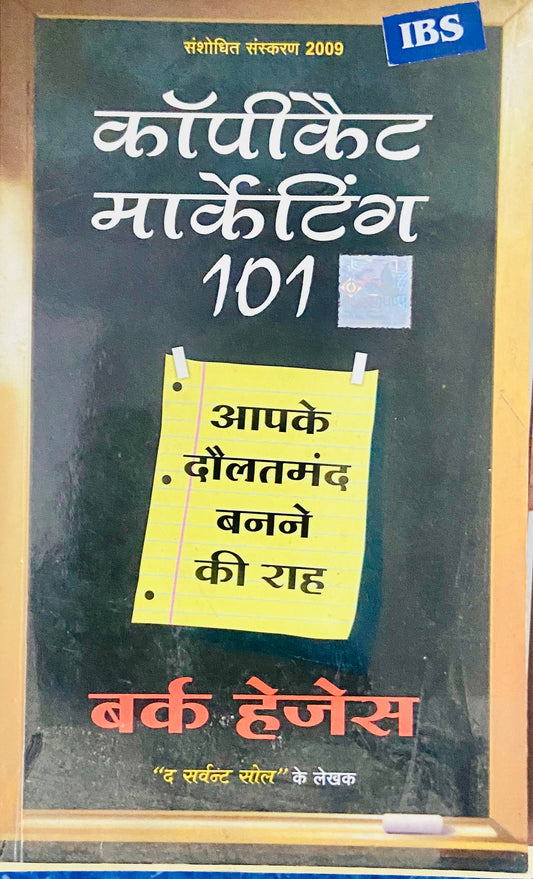 संशोधित संस्करण 2009
IBS
कॉपीकैट
मार्केटिंग
101
आपके
दौलतमंद
बनने
की राह
बर्क हेजेस
“द सर्वन्ट सोल” के लेखक